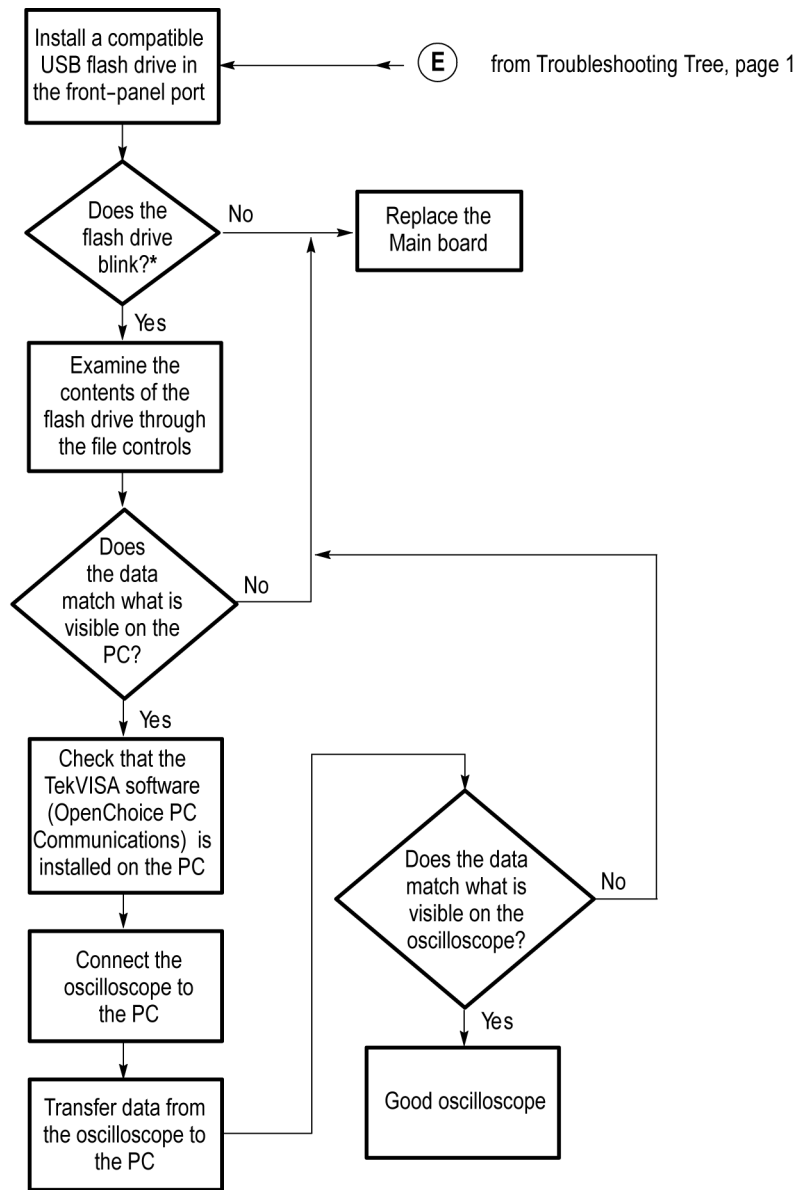 Install a compatible
USB flash drive in
the front-panel port
E
from Troubleshooting Tree, page 1
Does the
flash drive
blink?*
No
Replace the
Main board
Yes
Examine the
contents of the
flash drive through
the file controls
Does
the data
match what is
visible on the
PC?
No
Yes
Check that the
TekVISA software
(OpenChoice PC
Communications) is
installed on the PC
Connect the
oscilloscope to
the PC
Transfer data from
the oscilloscope to
the PC
Does the data
match what is
visible on the
oscilloscope?
No
Yes
Good oscilloscope